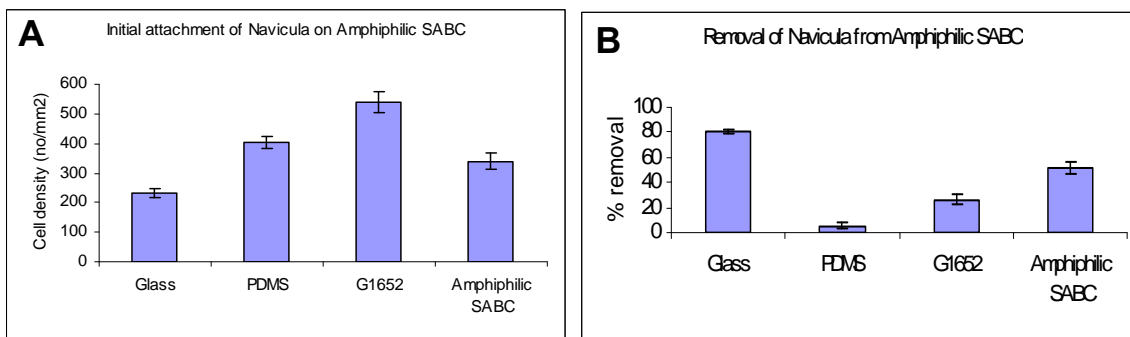 A
Initial attachment of Navicula on Amphiphilic SABC
Cell density (no/mm2)
600
500
400
300
200
100
0
Glass
PDMS
G1652
Amphiphilic
SABC
B
Removal of Navicula from Amphiphilic SABC
% removal
100
80
60
40
20
0
Glass
PDMS
G1652
Amphiphilic
SABC